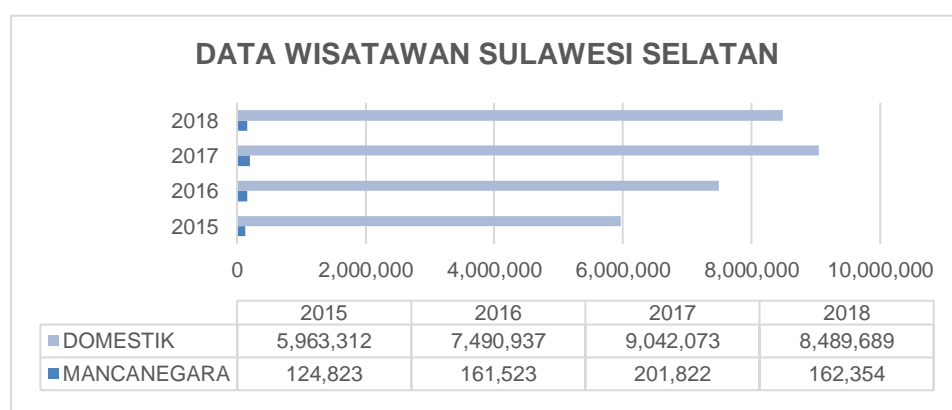 DATA WISATAWAN SULAWESI SELATAN
2018
2017
2016
2015
0 2,000,000 4,000,000 6,000,000 8,000,000 10,000,000
2015 2016 2017 2018
DOMESTIK 5,963,312 7,490,937 9,042,073 8,489,689
MANCANEGARA 124,823 161,523 201,822 162,354